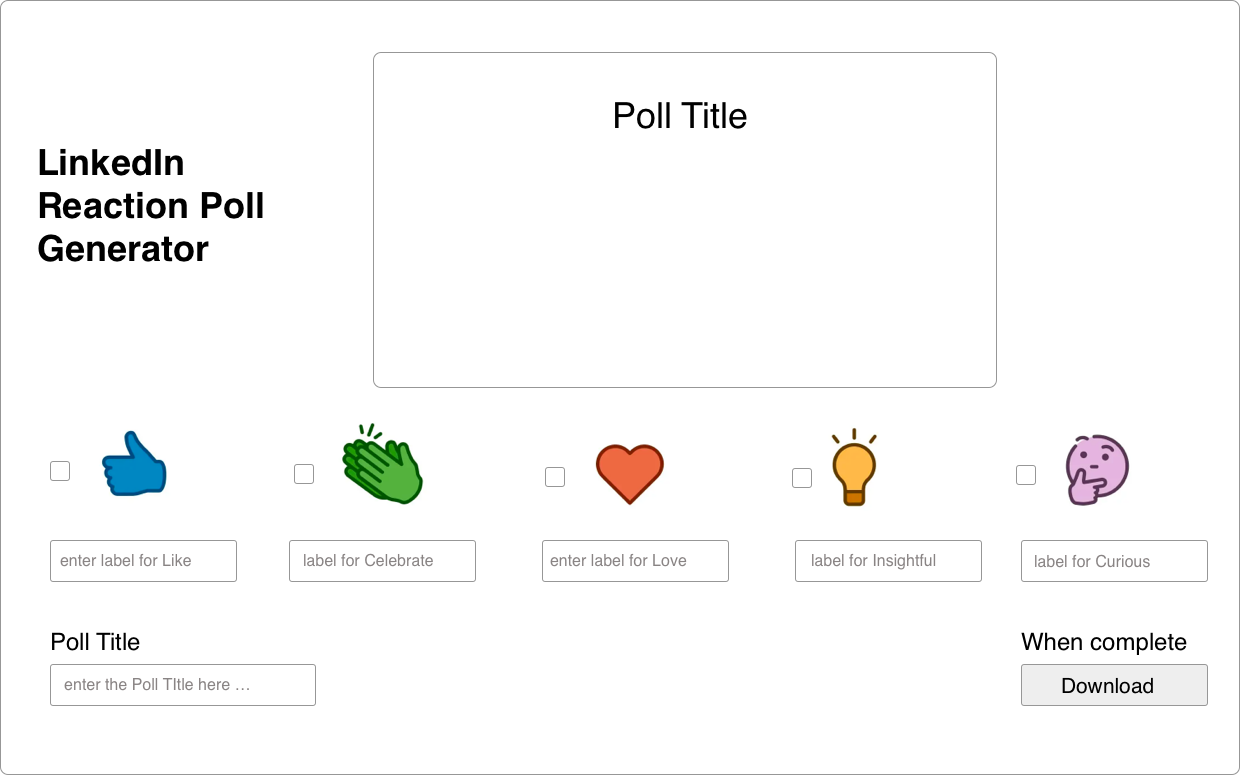 Poll Title
LinkedIn
Reaction Poll
Generator
enter label for Like
label for Celebrate
enter label for Love
label for Insightful
label for Curious
Poll Title
When complete
enter the Poll TItle here …
Download